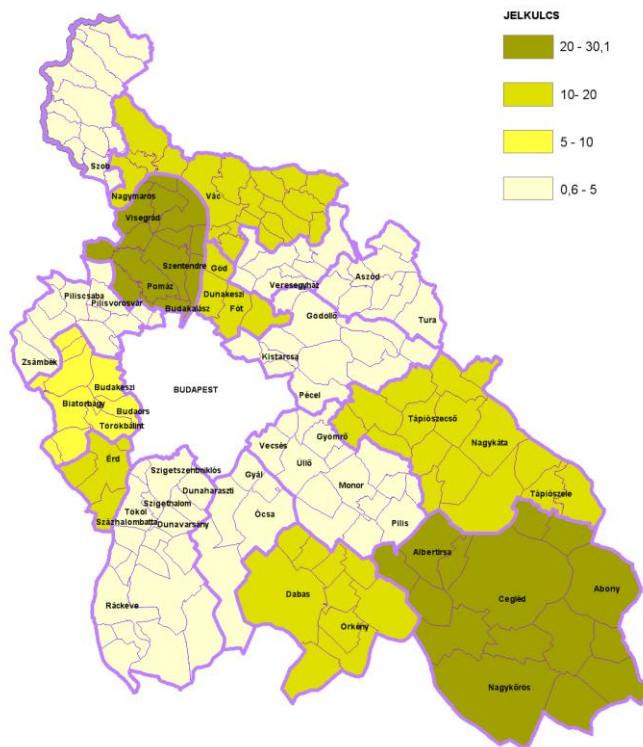 JELKULCS
20 - 30,1
10- 20
5 - 10
0,6 - 5
Szob
Nagymaros
Vác
Visegrád
Szentendre
Göd
Pomáz
Dunakeszi
Fót
Budakalász
Veresegyház
Aszód
Gödöllő
Tura
Piliscsaba
Pilisvörösvár
Zsámbék
Kistarcsa
Pécel
Budakeszi
BUDAPEST
Biatorbágy
Budaörs
Törökbálint
Tápiószecső
Nagykáta
Tápiószele
Érd
Szigetszentmiklós
Vecsés
Gyömrő
Üllő
Gyál
Monor
Dunaharaszti
Szigethalom
Tököl
Százhalombatta
Dunavarsány
Ócsa
Pilis
Albertirsa
Abony
Cegléd
Dabas
Örkény
Ráckeve
Nagykőrös